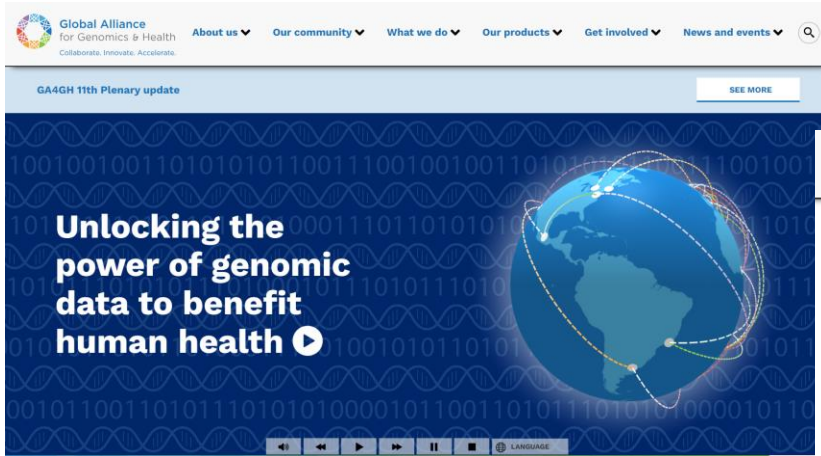 Global Alliance
for Genomics & Health
Collaborate. Innovate. Accelerate.
About us
Our community
What we do
Our products
Get involved
News and events
GA4GH 11th Plenary update
SEE MORE
Unlocking the
power of genomic
data to benefit
human health
LANGUAGE